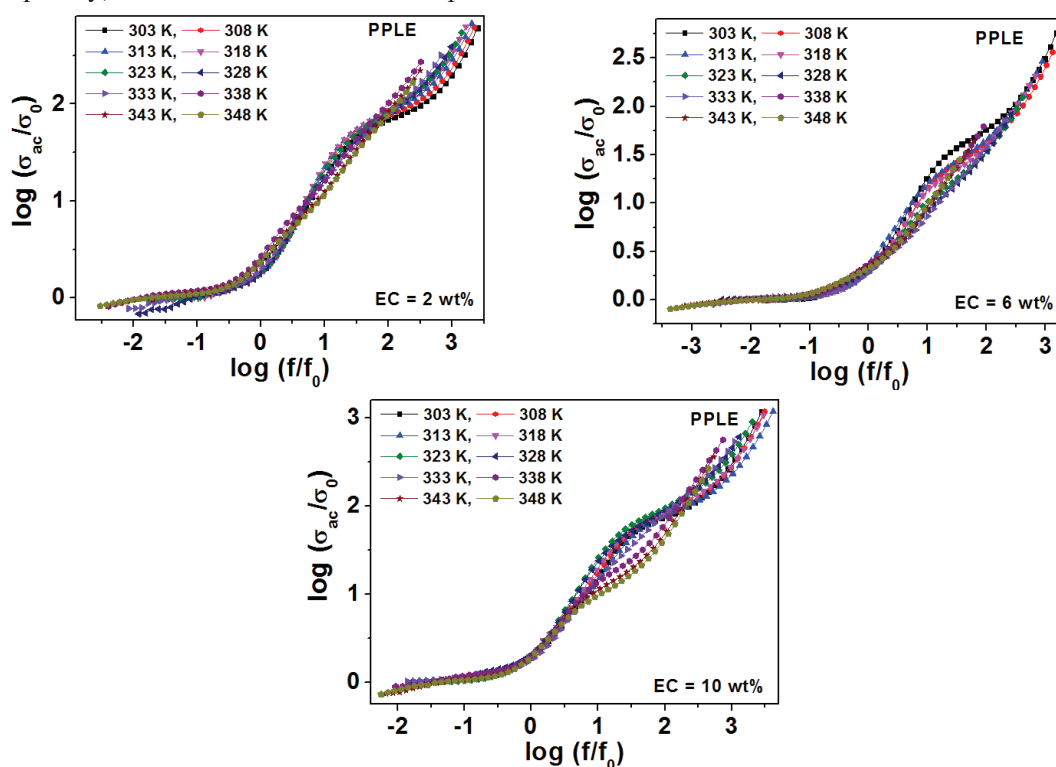 303 K, 308 K
313 K, 318 K
323 K, 328 K
333 K, 338 K
343 K, 348 K
PPLE
EC = 2 wt%
log (σac/σ0)
2
1
0
-2 -1 0 1 2 3
log (f/f0)
303 K, 308 K
313 K, 318 K
323 K, 328 K
333 K, 338 K
343 K, 348 K
PPLE
EC = 6 wt%
log (σac/σ0)
2.5
2.0
1.5
1.0
0.5
0.0
-3 -2 -1 0 1 2 3
log (f/f0)
303 K, 308 K
313 K, 318 K
323 K, 328 K
333 K, 338 K
343 K, 348 K
PPLE
EC = 10 wt%
log (σac/σ0)
3
2
1
0
-2 -1 0 1 2 3
log (f/f0)